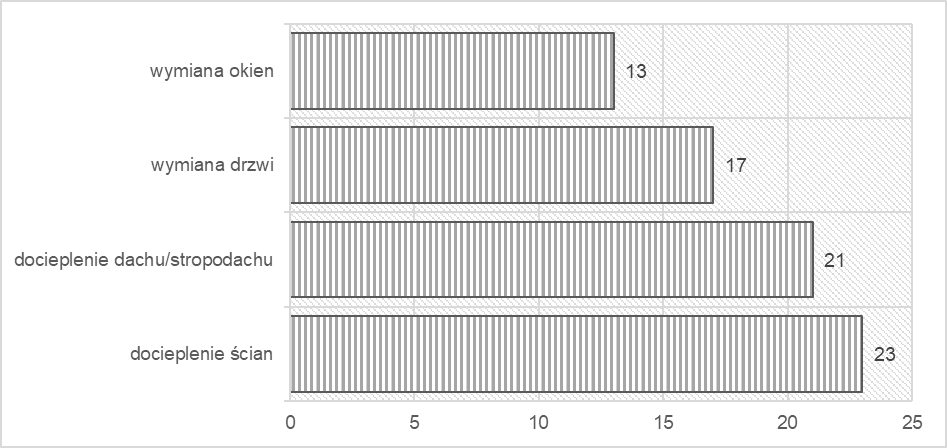 wymiana okien
13
wymiana drzwi
17
docieplenie dachu/stropodachu
21
docieplenie ścian
23
0 5 10 15 20 25